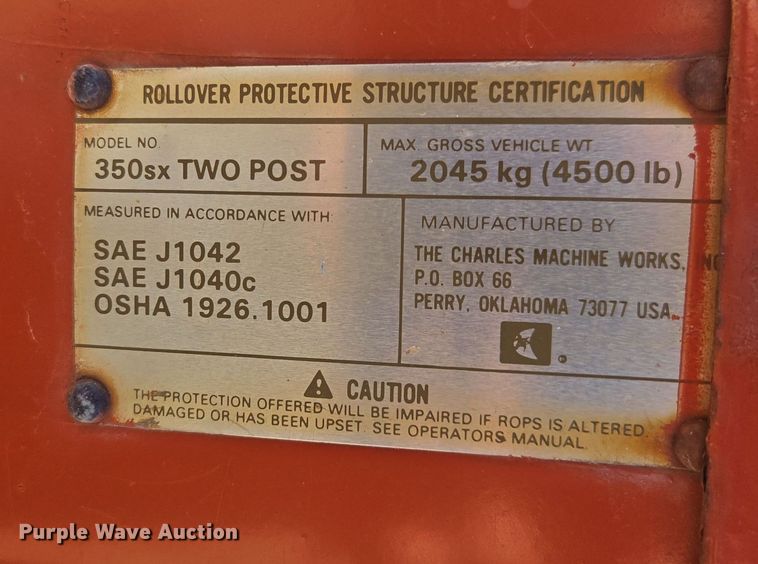 ROLLOVER PROTECTIVE STRUCTURE CERTIFICATION
MODEL NO.
350sx TWO POST
MAX. GROSS VEHICLE WT.
2045 kg (4500 lb)
MEASURED IN ACCORDANCE WITH:
SAE J1042
SAE J1040c
OSHA 1926.1001
MANUFACTURED BY
THE CHARLES MACHINE WORKS, INC
P.O. BOX 66
PERRY, OKLAHOMA 73077 USA
CAUTION
THE PROTECTION OFFERED WILL BE IMPAIRED IF ROPS IS ALTERED,
DAMAGED OR HAS BEEN UPSET. SEE OPERATORS MANUAL.
Purple Wave Auction